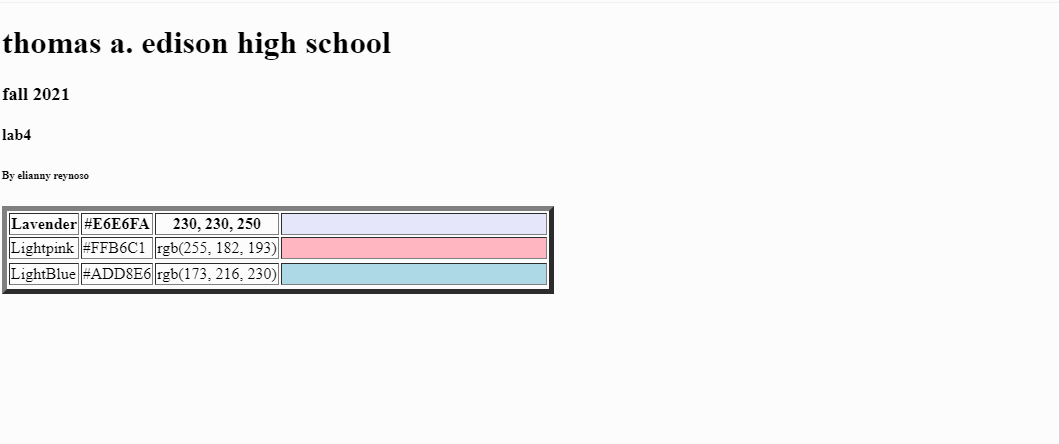 thomas a. edison high school
fall 2021
lab4
By elianny reynoso
Lavender #E6E6FA 230, 230, 250
Lightpink #FFB6C1 rgb(255, 182, 193)
LightBlue #ADD8E6 rgb(173, 216, 230)